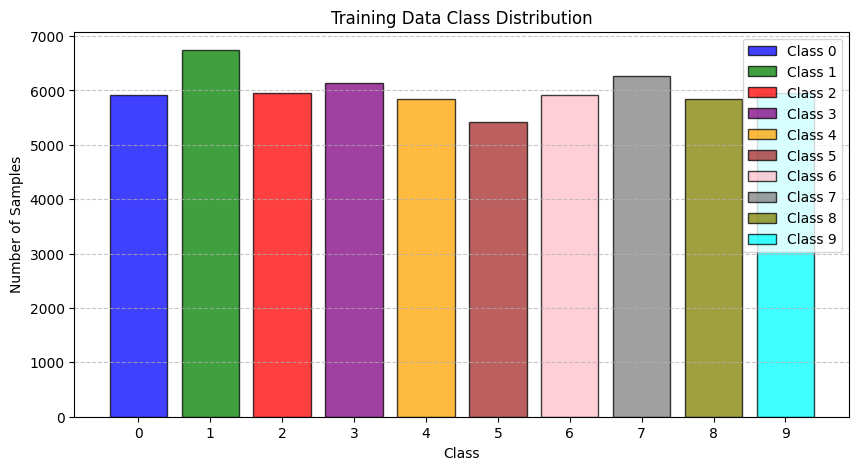 Training Data Class Distribution
Number of Samples
7000
6000
5000
4000
3000
2000
1000
0
Class 0
Class 1
Class 2
Class 3
Class 4
Class 5
Class 6
Class 7
Class 8
Class 9
0 1 2 3 4 5 6 7 8 9
Class